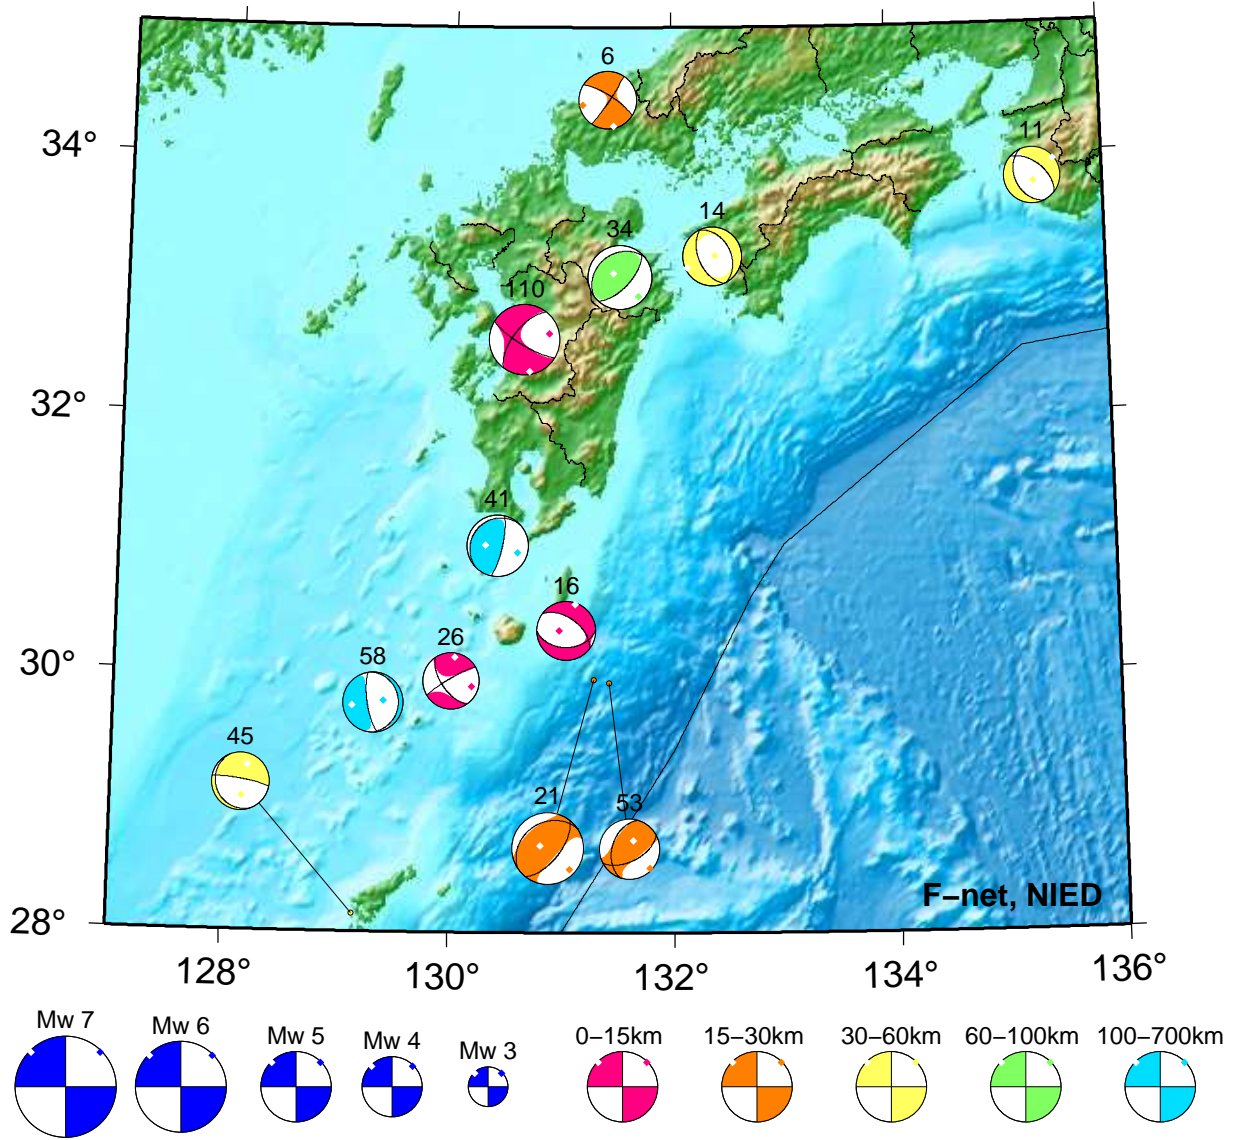 6
11
34°
14
34
110
32°
41
16
26
30°
58
45
21
53
F–net, NIED
28°
128°
130°
132°
134°
136°
Mw 7
Mw 6
Mw 5
Mw 4
Mw 3
0–15km
15–30km
30–60km
60–100km
100–700km